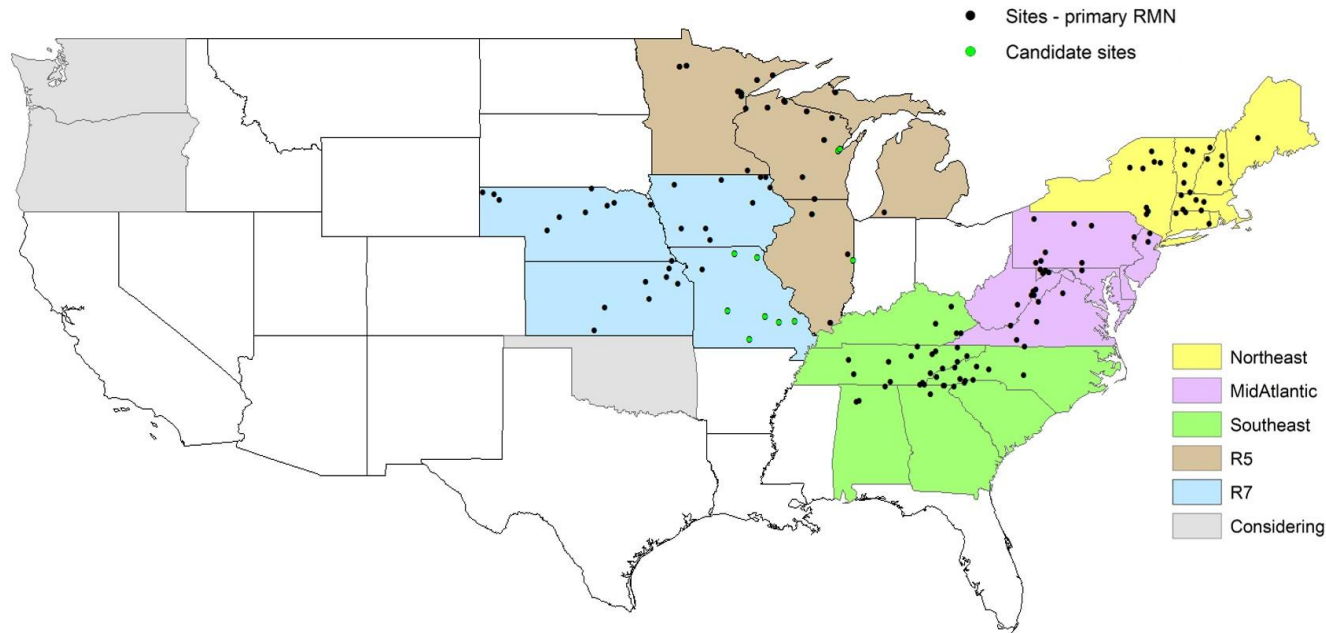 Sites - primary RMN
Candidate sites
Northeast
MidAtlantic
Southeast
R5
R7
Considering